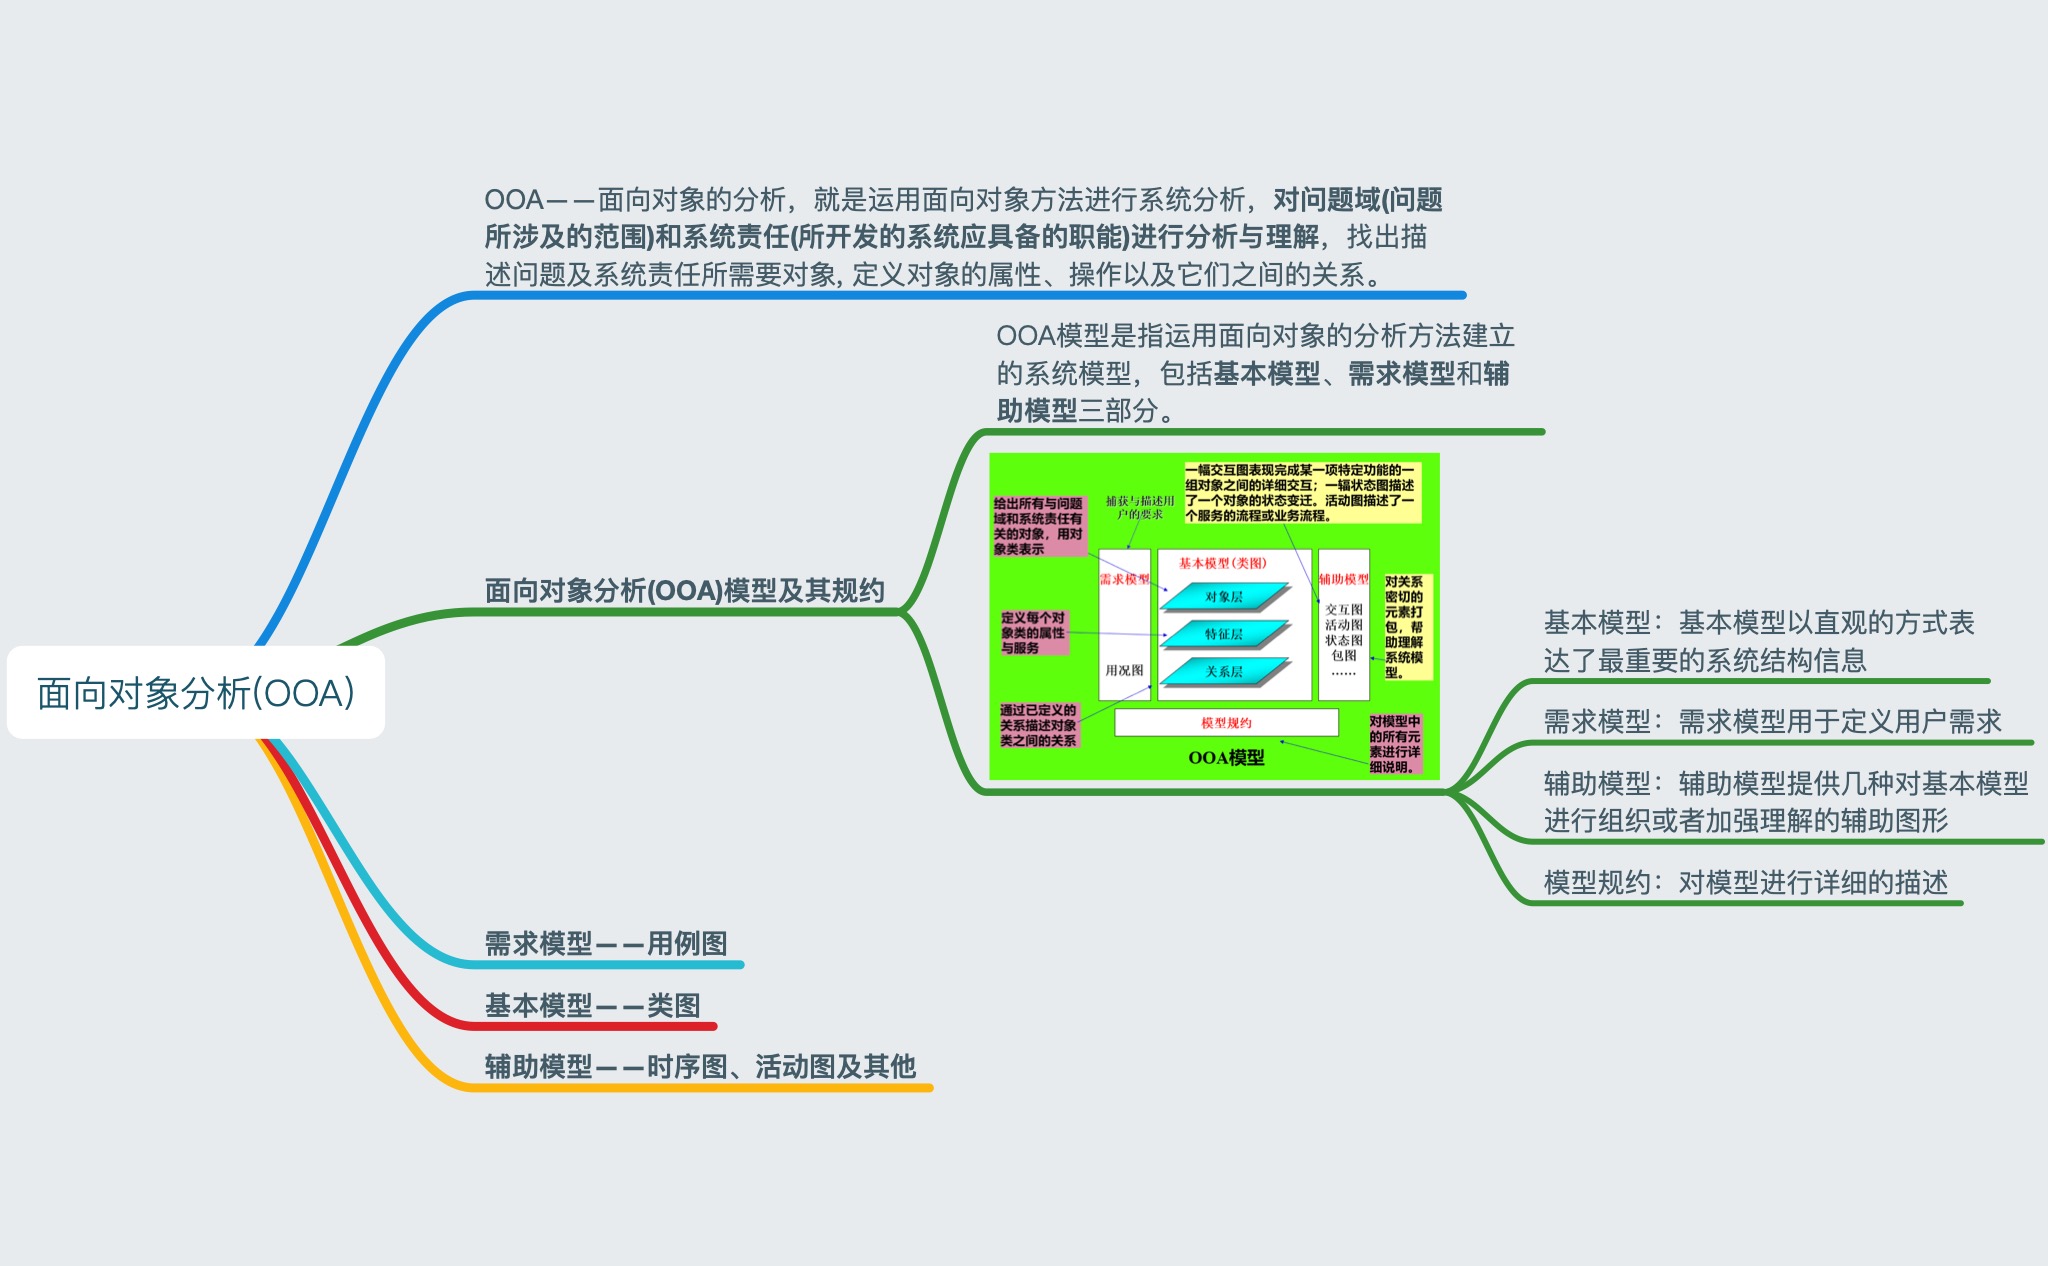 OOA——面向对象的分析，就是运用面向对象方法进行系统分析，对问题域(问题
所涉及的范围)和系统责任(所开发的系统应具备的职能)进行分析与理解，找出描
述问题及系统责任所需要对象, 定义对象的属性、操作以及它们之间的关系。
OOA模型是指运用面向对象的分析方法建立
的系统模型，包括基本模型、需求模型和辅
助模型三部分。
面向对象分析(OOA)模型及其规约
一幅交互图表现完成某一项特定功能的一
组对象之间的详细交互；一辐状态图描述
了一个对象的状态变迁。活动图描述了一
个服务的流程或业务流程。
给出所有与问题
域和系统责任有
关的对象，用对
象类表示
捕获与描述用
户的要求
需求模型
用况图
基本模型(类图)
对象层
特征层
关系层
辅助模型
交互图
活动图
状态图
包图
……
对关系
密切的
元素打
包，帮
助理解
系统模
型。
定义每个对
象类的属性
与服务
通过已定义的
关系描述对象
类之间的关系
模型规约
对模型中
的所有元
素进行详
细说明。
OOA模型
基本模型：基本模型以直观的方式表
达了最重要的系统结构信息
需求模型：需求模型用于定义用户需求
辅助模型：辅助模型提供几种对基本模型
进行组织或者加强理解的辅助图形
模型规约：对模型进行详细的描述
面向对象分析(OOA)
需求模型——用例图
基本模型——类图
辅助模型——时序图、活动图及其他